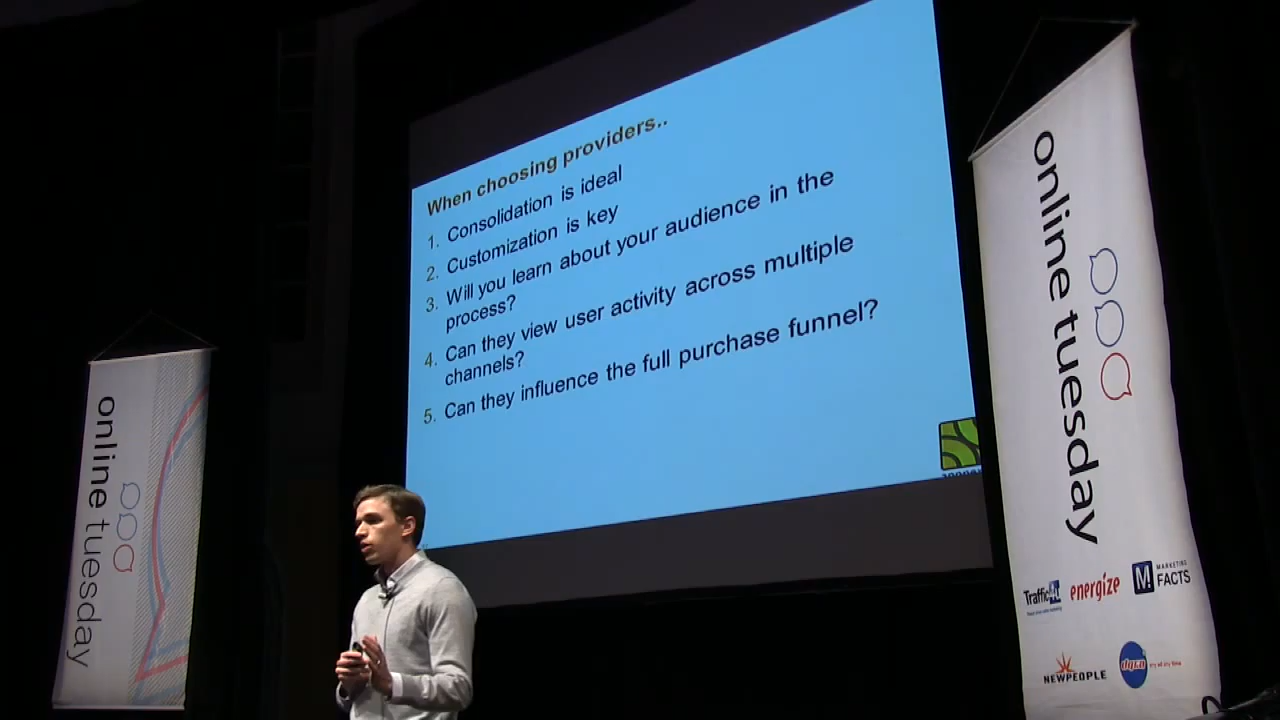 When choosing providers..
1. Consolidation is ideal
2. Customization is key
3. Will you learn about your audience in the
process?
4. Can they view user activity across multiple
channels?
5. Can they influence the full purchase funnel?
online tuesday
online tuesday
Traffic4U
energize
M. MARKETING
FACTS
NEWPEOPLE
dgm